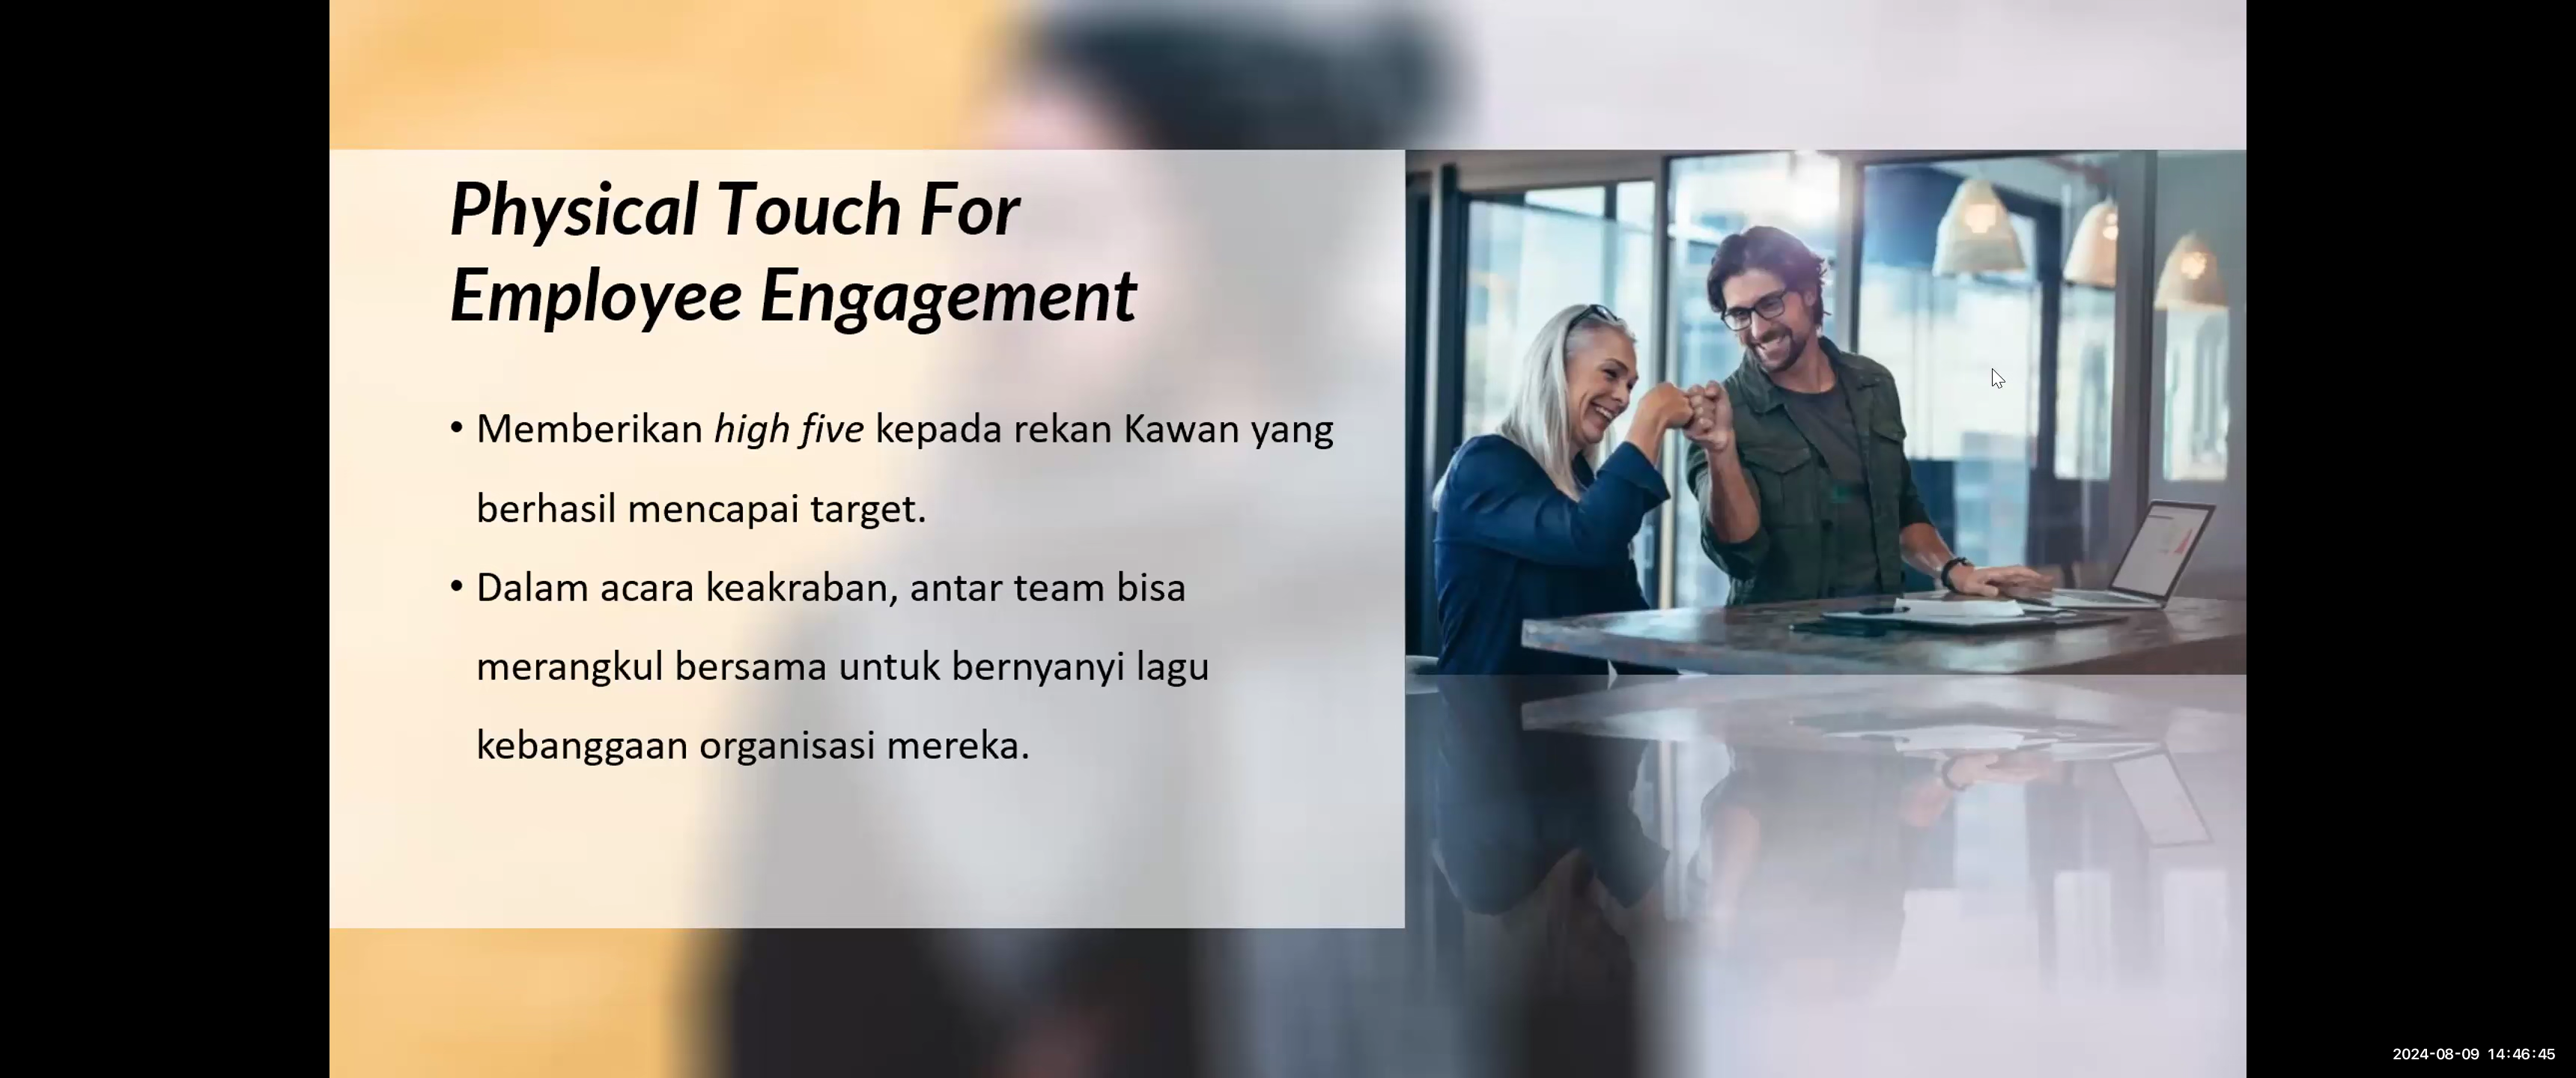 Physical Touch For
Employee Engagement
• Memberikan high five kepada rekan Kawan yang
berhasil mencapai target.
• Dalam acara keakraban, antar team bisa
merangkul bersama untuk bernyanyi lagu
kebanggaan organisasi mereka.
2024-08-09 14:46:45